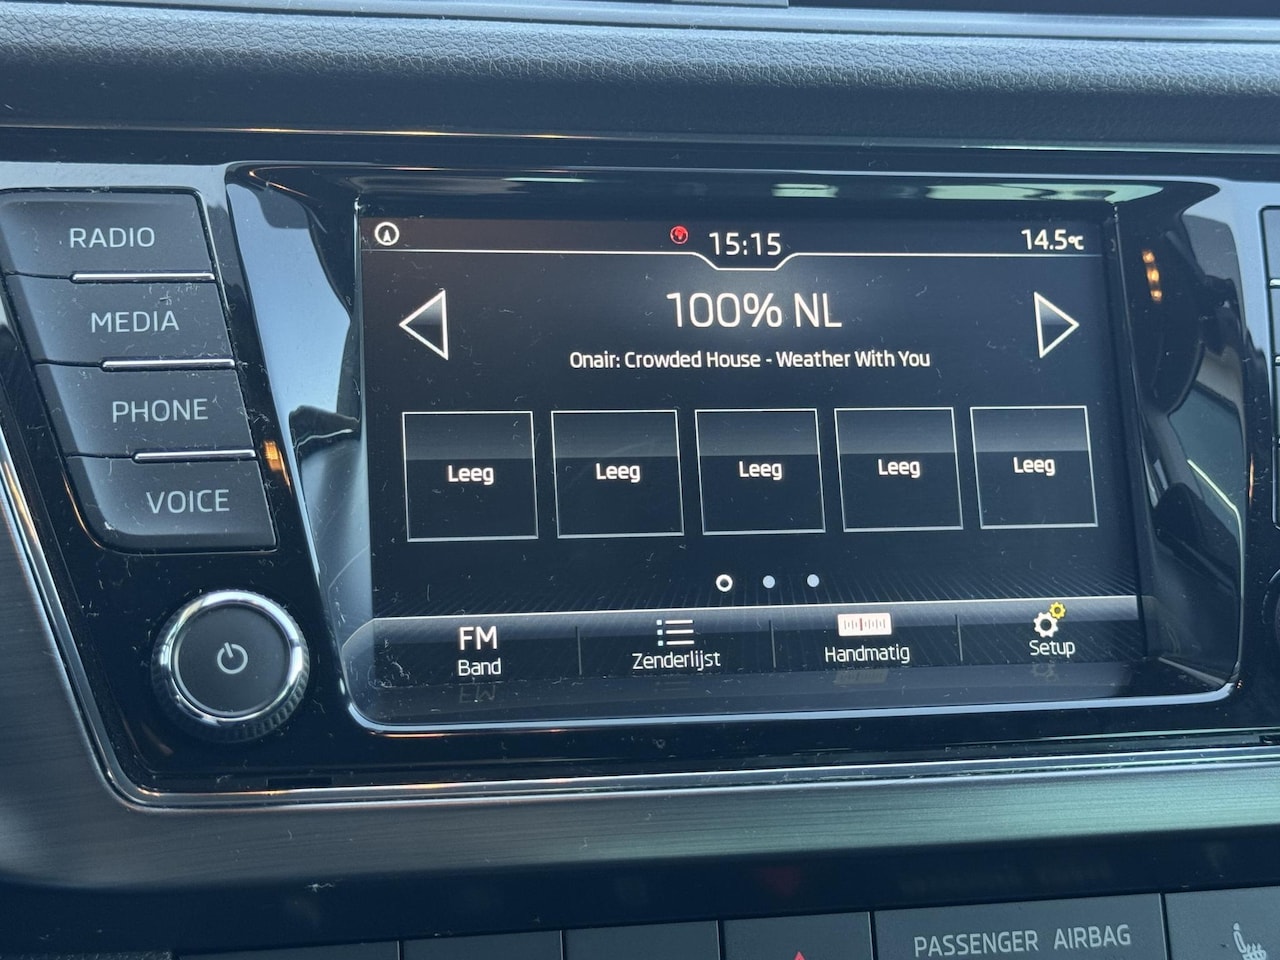 RADIO
MEDIA
PHONE
VOICE
15:15
14.5°C
100% NL
Onair: Crowded House - Weather With You
Leeg
Leeg
Leeg
Leeg
Leeg
FM
Band
Zenderlijst
Handmatig
Setup
PASSENGER AIRBAG